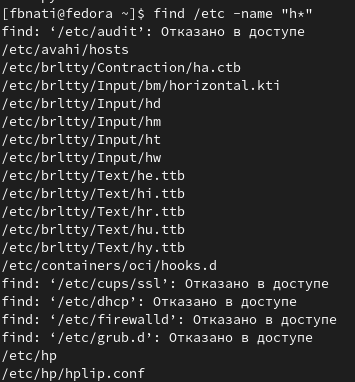 [fbnati@fedora ~]$ find /etc -name "h*"
find: ‘/etc/audit’: Отказано в доступе
/etc/avahi/hosts
/etc/brltty/Contraction/ha.ctb
/etc/brltty/Input/bm/horizontal.kti
/etc/brltty/Input/hd
/etc/brltty/Input/hm
/etc/brltty/Input/ht
/etc/brltty/Input/hw
/etc/brltty/Text/he.ttb
/etc/brltty/Text/hi.ttb
/etc/brltty/Text/hr.ttb
/etc/brltty/Text/hu.ttb
/etc/brltty/Text/hy.ttb
/etc/containers/oci/hooks.d
find: ‘/etc/cups/ssl’: Отказано в доступе
find: ‘/etc/dhcp’: Отказано в доступе
find: ‘/etc/firewalld’: Отказано в доступе
find: ‘/etc/grub.d’: Отказано в доступе
/etc/hp
/etc/hp/hplip.conf